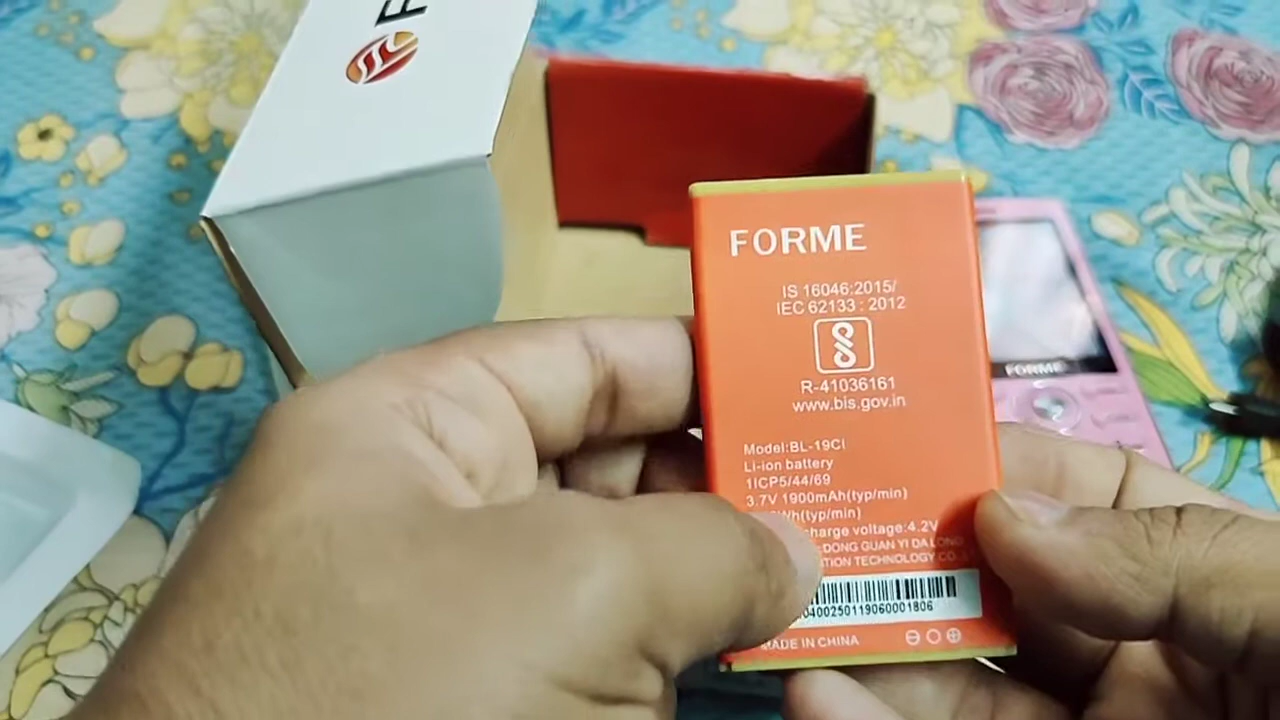 F
FORME
IS 16046:2015/
IEC 62133 : 2012
R-41036161
www.bis.gov.in
Model:BL-19CI
Li-ion battery
1ICP5/44/69
3.7V 1900mAh(typ/min)
Wh(typ/min)
charge voltage:4.2V
DONG GUAN YI DA LONG
TECHNOLOGY CO.
0400250119060001806
MADE IN CHINA
FORME